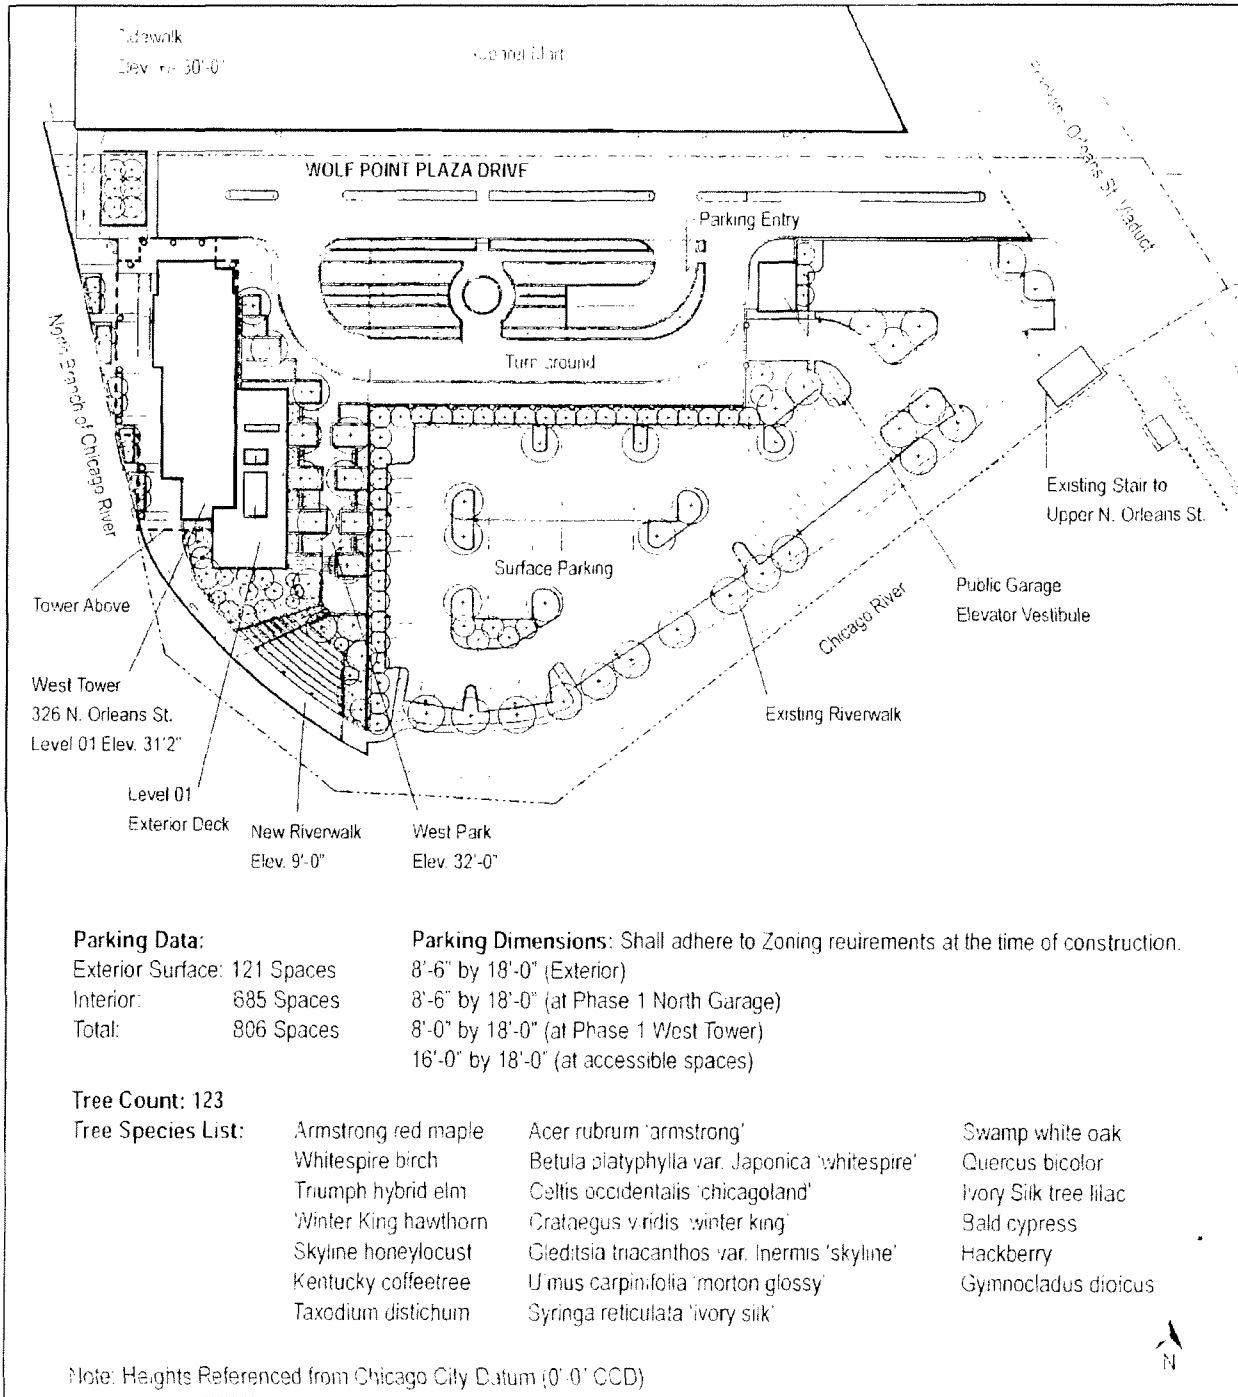 Sidewalk
Elev. +/- 30'-0"
Apparel Mart
Franklin - Orleans St. Viaduct
WOLF POINT PLAZA DRIVE
Parking Entry
Turn around
North Branch of Chicago River
Existing Stair to
Upper N. Orleans St.
Surface Parking
Public Garage
Elevator Vestibule
Chicago River
Tower Above
Existing Riverwalk
West Tower
326 N. Orleans St.
Level 01 Elev. 31'2"
Level 01
Exterior Deck
New Riverwalk
Elev. 9'-0"
West Park
Elev. 32'-0"
Parking Data:
Exterior Surface: 121 Spaces
Interior: 685 Spaces
Total: 806 Spaces
Parking Dimensions: Shall adhere to Zoning reuirements at the time of construction.
8'-6" by 18'-0" (Exterior)
8'-6" by 18'-0" (at Phase 1 North Garage)
8'-0" by 18'-0" (at Phase 1 West Tower)
16'-0" by 18'-0" (at accessible spaces)
Tree Count: 123
Tree Species List:
Armstrong red maple
Whitespire birch
Triumph hybrid elm
Winter King hawthorn
Skyline honeylocust
Kentucky coffeetree
Taxodium distichum
Acer rubrum 'armstrong'
Betula platyphylla var. Japonica 'whitespire'
Celtis occidentalis 'chicagoland'
Crataegus viridis 'winter king'
Gleditsia triacanthos var. Inermis 'skyline'
Ulmus carpinifolia 'morton glossy'
Syringa reticulata 'ivory silk'
Swamp white oak
Quercus bicolor
Ivory Silk tree lilac
Bald cypress
Hackberry
Gymnocladus dioicus
N
Note: Heights Referenced from Chicago City Datum (0'-0" CCD)